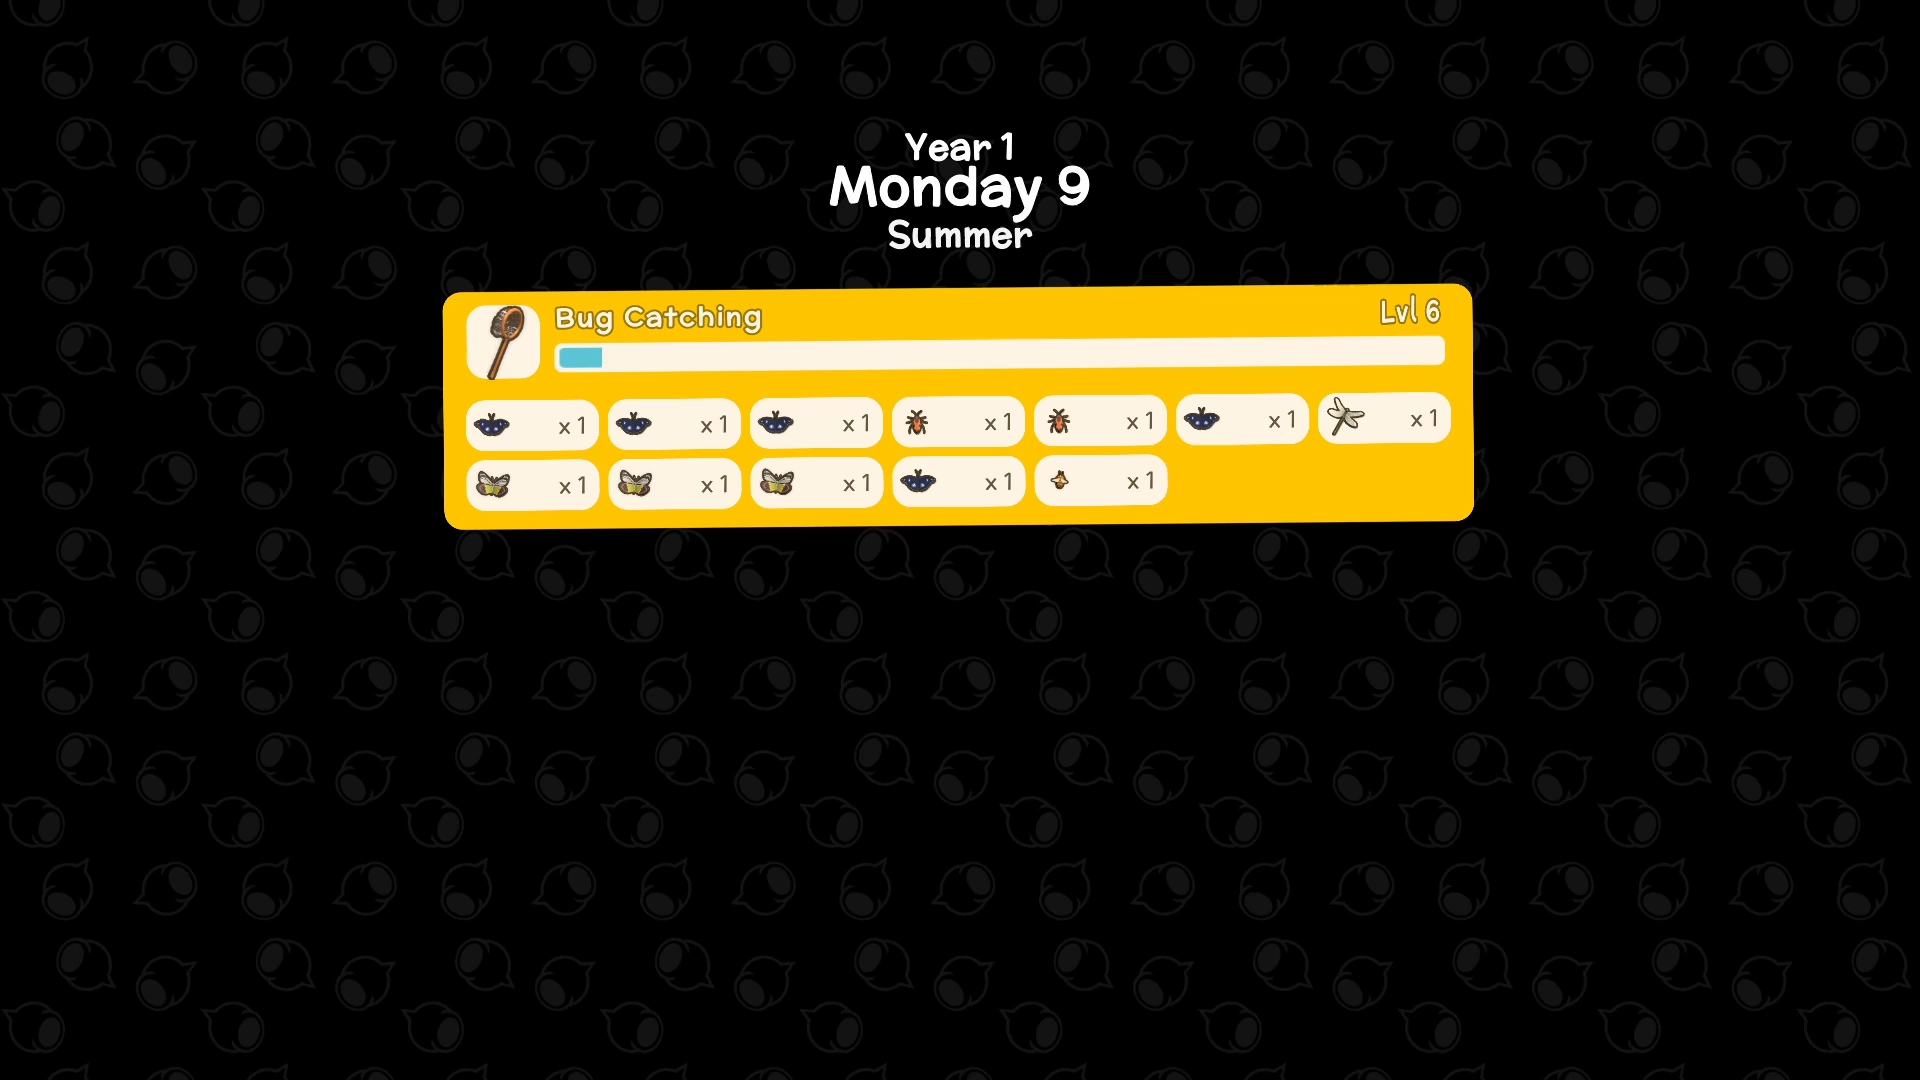 Year 1
Monday 9
Summer
Bug Catching
Lvl 6
x 1 x 1 x 1 x 1 x 1 x 1 x 1
x 1 x 1 x 1 x 1 x 1